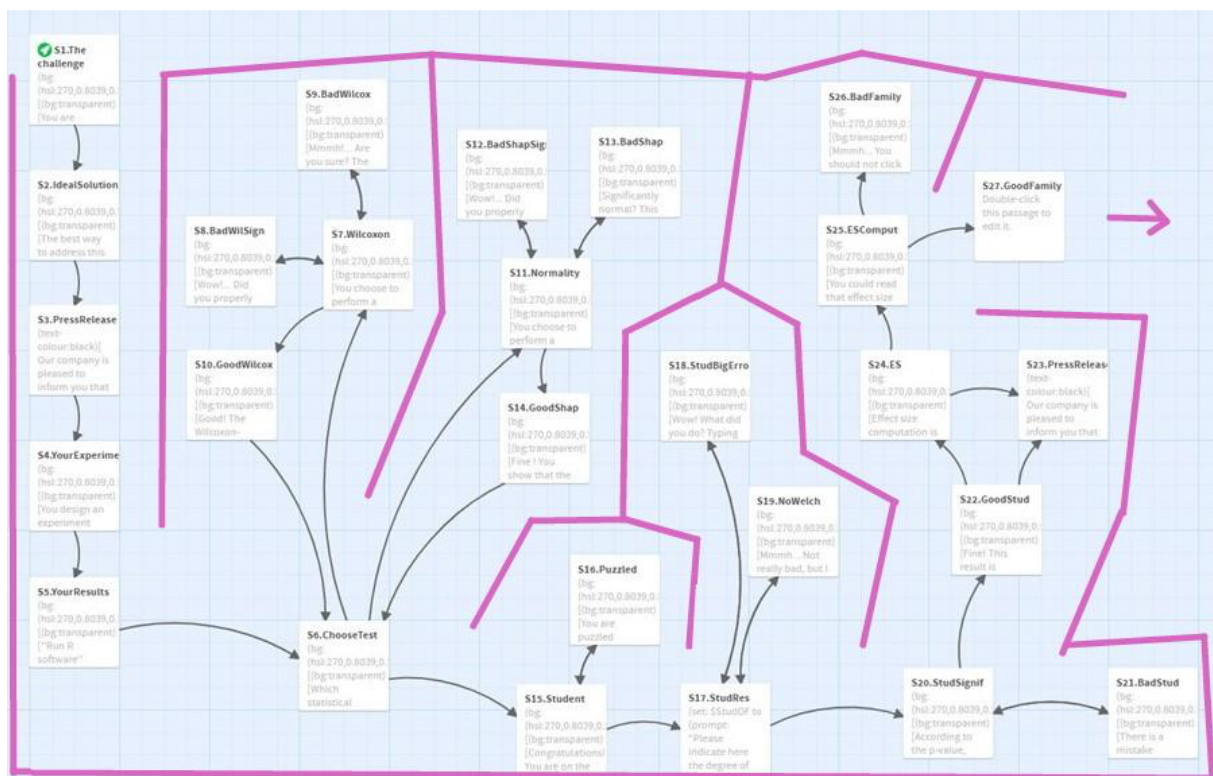 S1.The
challenge
(bg:
(hsl:270,0.8039,0.
[(bg:transparent)
[You are
S2.IdealSolution
(bg:
(hsl:270,0.8039,0.
[(bg:transparent)
[The best way
to address this
S3.PressRelease
(text-
colour:black)[
Our company is
pleased to
inform you that
S4.YourExperime
(bg:
(hsl:270,0.8039,0.
[(bg:transparent)
[You design an
experiment
S5.YourResults
(bg:
(hsl:270,0.8039,0.
[(bg:transparent)
["Run R
software"
S6.ChooseTest
(bg:
(hsl:270,0.8039,0.
[(bg:transparent)
[Which
statistical
S7.Wilcoxon
(bg:
(hsl:270,0.8039,0.
[(bg:transparent)
[You choose to
perform a
S8.BadWilSign
(bg:
(hsl:270,0.8039,0.
[(bg:transparent)
[Wow!... Did
you properly
S9.BadWilcox
(bg:
(hsl:270,0.8039,0.
[(bg:transparent)
[Mmmh!... Are
you sure? The
S10.GoodWilcox
(bg:
(hsl:270,0.8039,0.
[(bg:transparent)
[Good! The
Wilcoxon-
S11.Normality
(bg:
(hsl:270,0.8039,0.
[(bg:transparent)
[You choose to
perform a
S12.BadShapSig
(bg:
(hsl:270,0.8039,0.
[(bg:transparent)
[Wow!... Did
you properly
S13.BadShap
(bg:
(hsl:270,0.8039,0.
[(bg:transparent)
[Significantly
normal? This
S14.GoodShap
(bg:
(hsl:270,0.8039,0.
[(bg:transparent)
[Fine ! You
show that the
S15.Student
(bg:
(hsl:270,0.8039,0.
[(bg:transparent)
[Congratulations!
You are on the
S16.Puzzled
(bg:
(hsl:270,0.8039,0.
[(bg:transparent)
[You are
puzzled
S17.StudRes
(set: $StudDF to
(prompt:
"Please
indicate here
the degree of
S18.StudBigErro
(bg:
(hsl:270,0.8039,0.
[(bg:transparent)
[Wow! What did
you do? Typing
S19.NoWelch
(bg:
(hsl:270,0.8039,0.
[(bg:transparent)
[Mmmh... Not
really bad, but I
S20.StudSignif
(bg:
(hsl:270,0.8039,0.
[(bg:transparent)
[According to
the p-value,
S21.BadStud
(bg:
(hsl:270,0.8039,0.
[(bg:transparent)
[There is a
mistake
S22.GoodStud
(bg:
(hsl:270,0.8039,0.
[(bg:transparent)
[Fine! This
result is
S23.PressReleas
(text-
colour:black)[
Our company is
pleased to
inform you that
S24.ES
(bg:
(hsl:270,0.8039,0.
[(bg:transparent)
[Effect size
computation is
S25.ESComput
(bg:
(hsl:270,0.8039,0.
[(bg:transparent)
[You could read
that effect size
S26.BadFamily
(bg:
(hsl:270,0.8039,0.
[(bg:transparent)
[Mmmh... You
should not click
S27.GoodFamily
Double-click
this passage to
edit it.